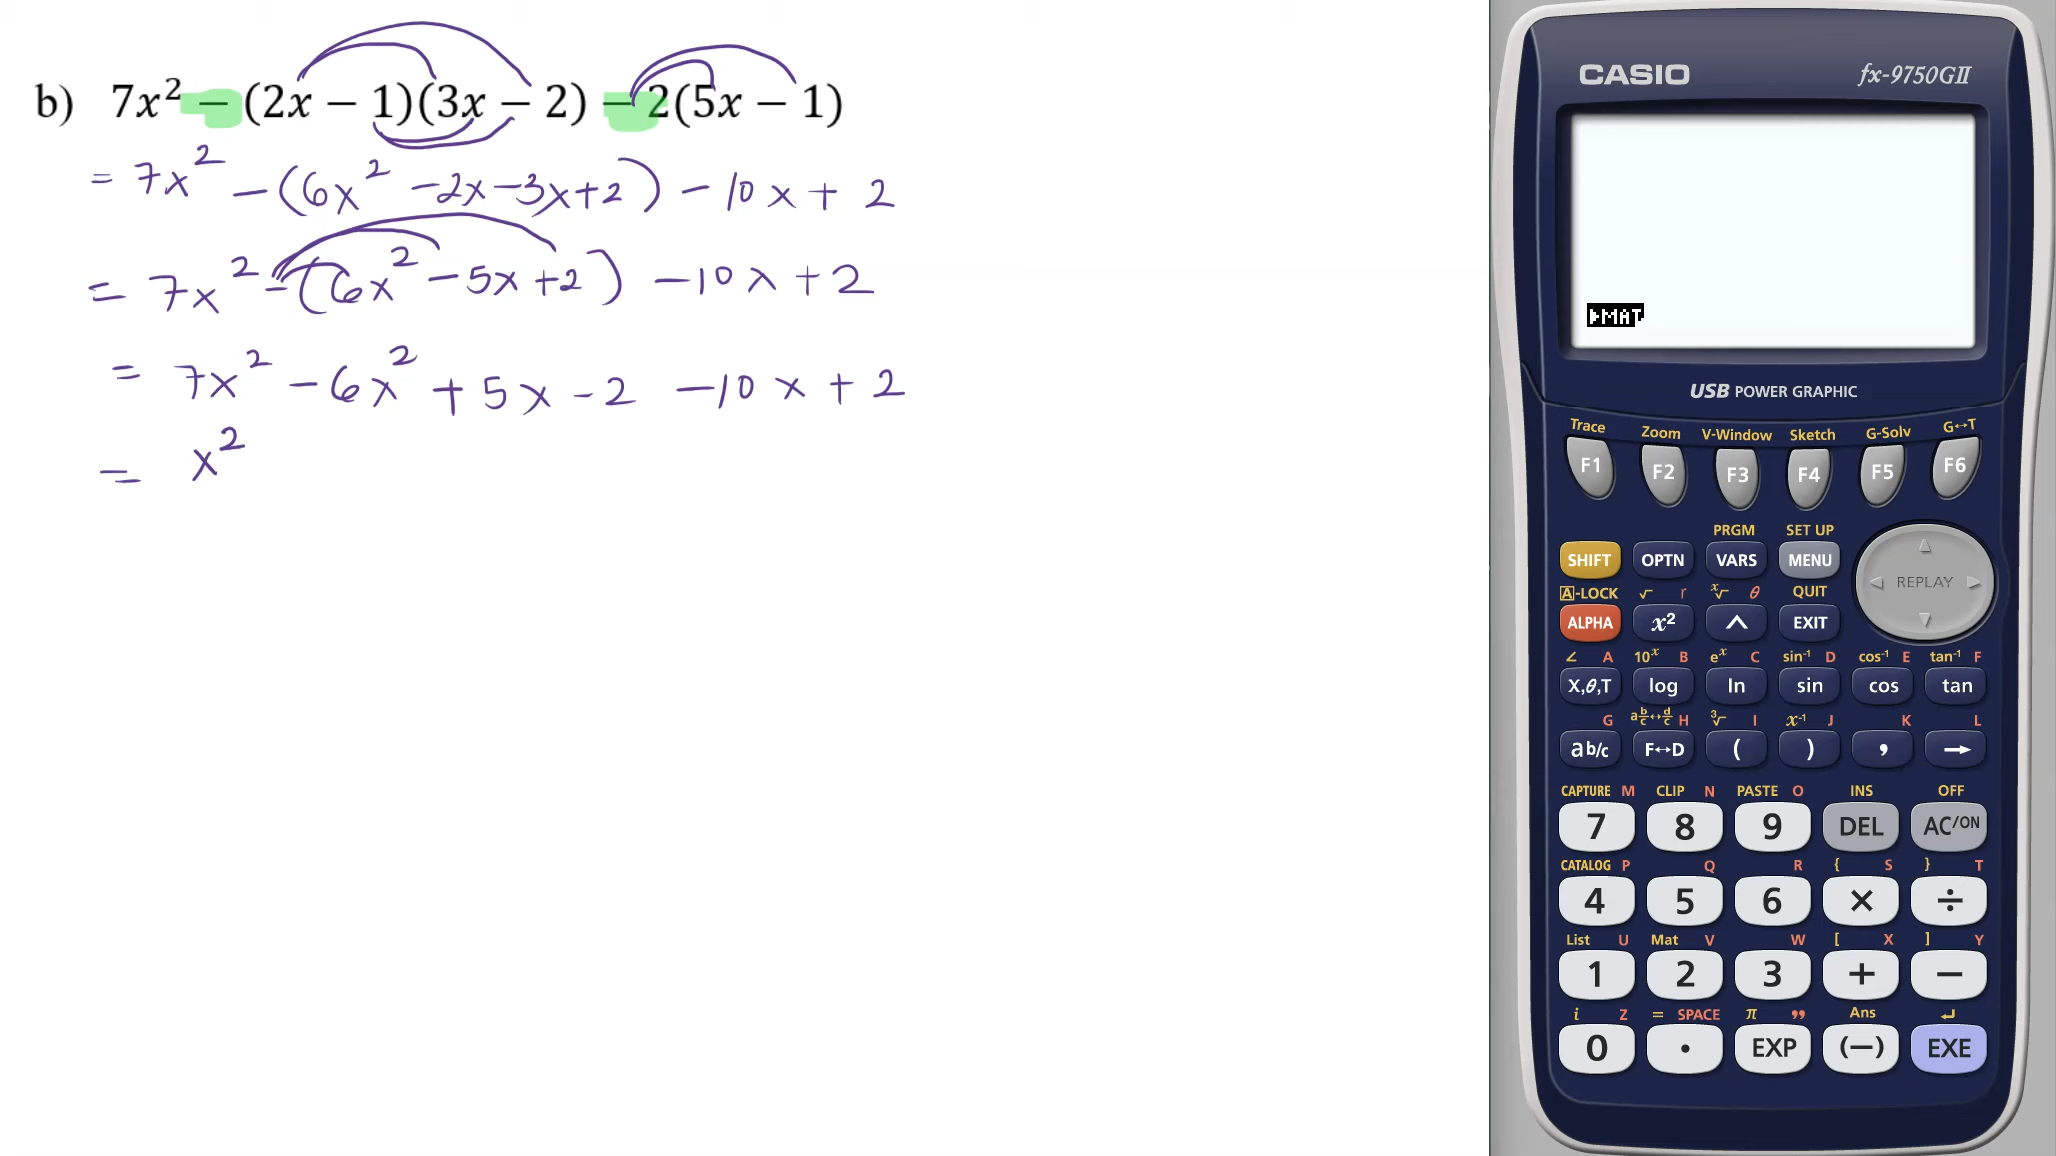 b) 7x² − (2x − 1)(3x − 2) − 2(5x − 1)
= 7x² − (6x² − 2x − 3x + 2) − 10x + 2
= 7x² − (6x² − 5x + 2) − 10x + 2
= 7x² − 6x² + 5x − 2 − 10x + 2
= x²
CASIO fx-9750GII
▶MAT
USB POWER GRAPHIC
Trace Zoom V-Window Sketch G-Solv G↔T
F1 F2 F3 F4 F5 F6
PRGM SET UP
SHIFT OPTN VARS MENU REPLAY
A-LOCK √ r ˣ√ θ QUIT
ALPHA x² ^ EXIT
∠ A 10ˣ B eˣ C sin⁻¹ D cos⁻¹ E tan⁻¹ F
X,θ,T log ln sin cos tan
G a b/c↔d/c H ³√ I x⁻¹ J K L
a b/c F↔D ( ) , →
CAPTURE M CLIP N PASTE O INS OFF
7 8 9 DEL AC/ON
CATALOG P Q R { S } T
4 5 6 × ÷
List U Mat V W [ X ] Y
1 2 3 + −
i Z = SPACE π ” Ans ↵
0 . EXP (−) EXE